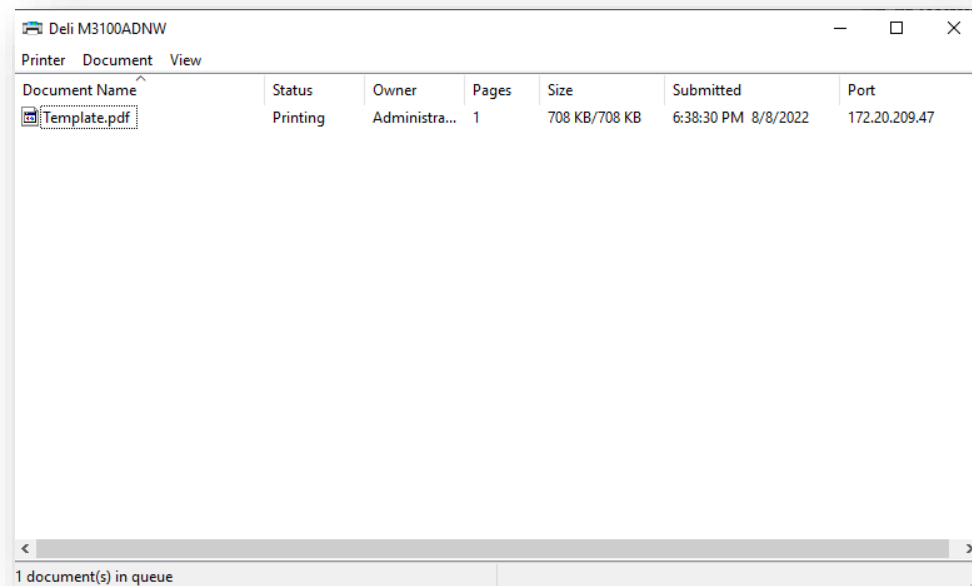 Deli M3100ADNW
Printer Document View
Document Name Status Owner Pages Size Submitted Port
Template.pdf Printing Administra... 1 708 KB/708 KB 6:38:30 PM 8/8/2022 172.20.209.47
1 document(s) in queue